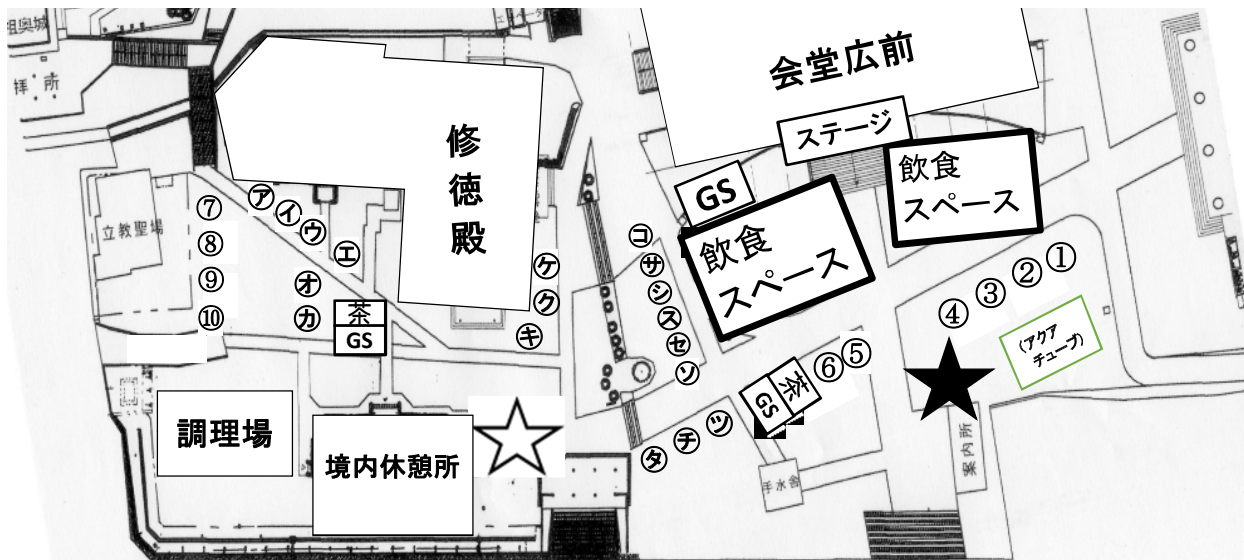 祖奥城
拝所
会堂広前
ステージ
修
徳
殿
GS
飲食
スペース
飲食
スペース
立教聖場
⑦
⑧
⑨
⑩
㋐
㋑
㋒
㋓
㋔
㋕
㋖
㋗
㋘
㋙
㋚
㋛
㋜
㋝
㋞
㋟
㋠
㋡
茶
GS
①
②
③
④
⑤
⑥
茶
GS
(アクア
チューブ)
調理場
境内休憩所
手水舎
案内所